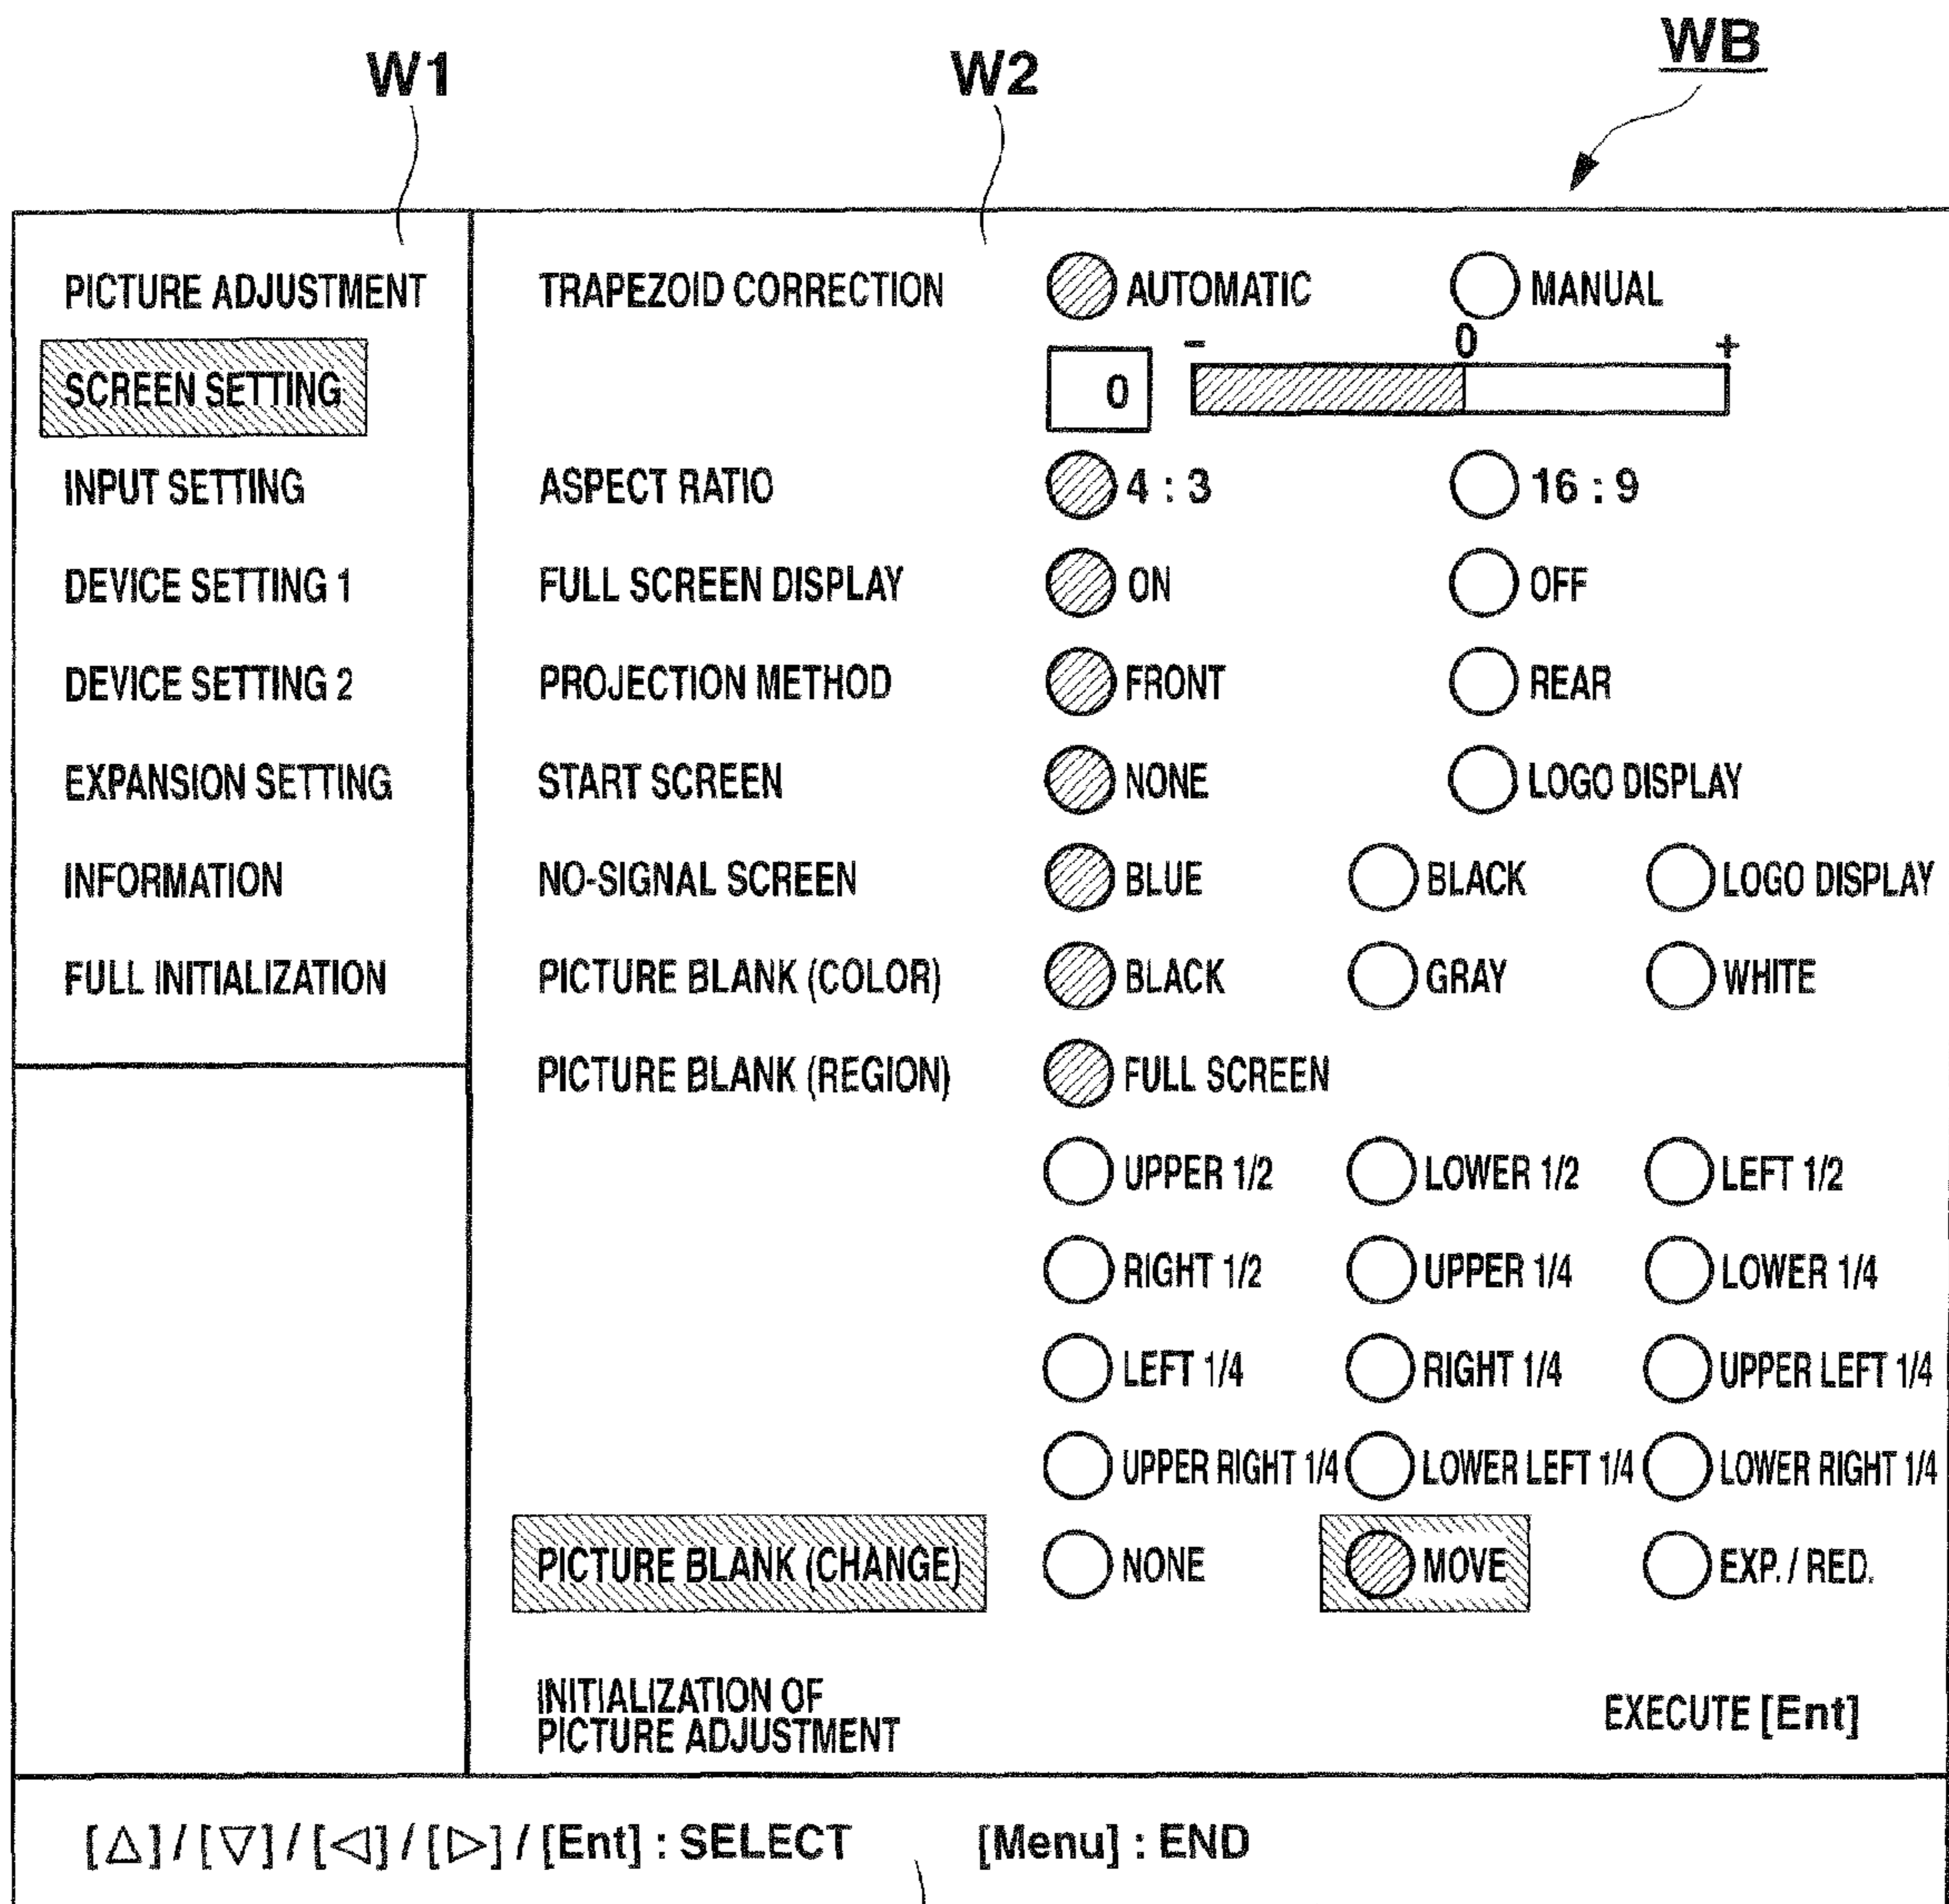 W1 W2 WB
PICTURE ADJUSTMENT
SCREEN SETTING
INPUT SETTING
DEVICE SETTING 1
DEVICE SETTING 2
EXPANSION SETTING
INFORMATION
FULL INITIALIZATION
TRAPEZOID CORRECTION AUTOMATIC MANUAL
0 - 0 +
ASPECT RATIO 4 : 3 16 : 9
FULL SCREEN DISPLAY ON OFF
PROJECTION METHOD FRONT REAR
START SCREEN NONE LOGO DISPLAY
NO-SIGNAL SCREEN BLUE BLACK LOGO DISPLAY
PICTURE BLANK (COLOR) BLACK GRAY WHITE
PICTURE BLANK (REGION) FULL SCREEN
UPPER 1/2 LOWER 1/2 LEFT 1/2
RIGHT 1/2 UPPER 1/4 LOWER 1/4
LEFT 1/4 RIGHT 1/4 UPPER LEFT 1/4
UPPER RIGHT 1/4 LOWER LEFT 1/4 LOWER RIGHT 1/4
PICTURE BLANK (CHANGE) NONE MOVE EXP. / RED.
INITIALIZATION OF
PICTURE ADJUSTMENT EXECUTE [Ent]
[△] / [▽] / [◁] / [▷] / [Ent] : SELECT [Menu] : END